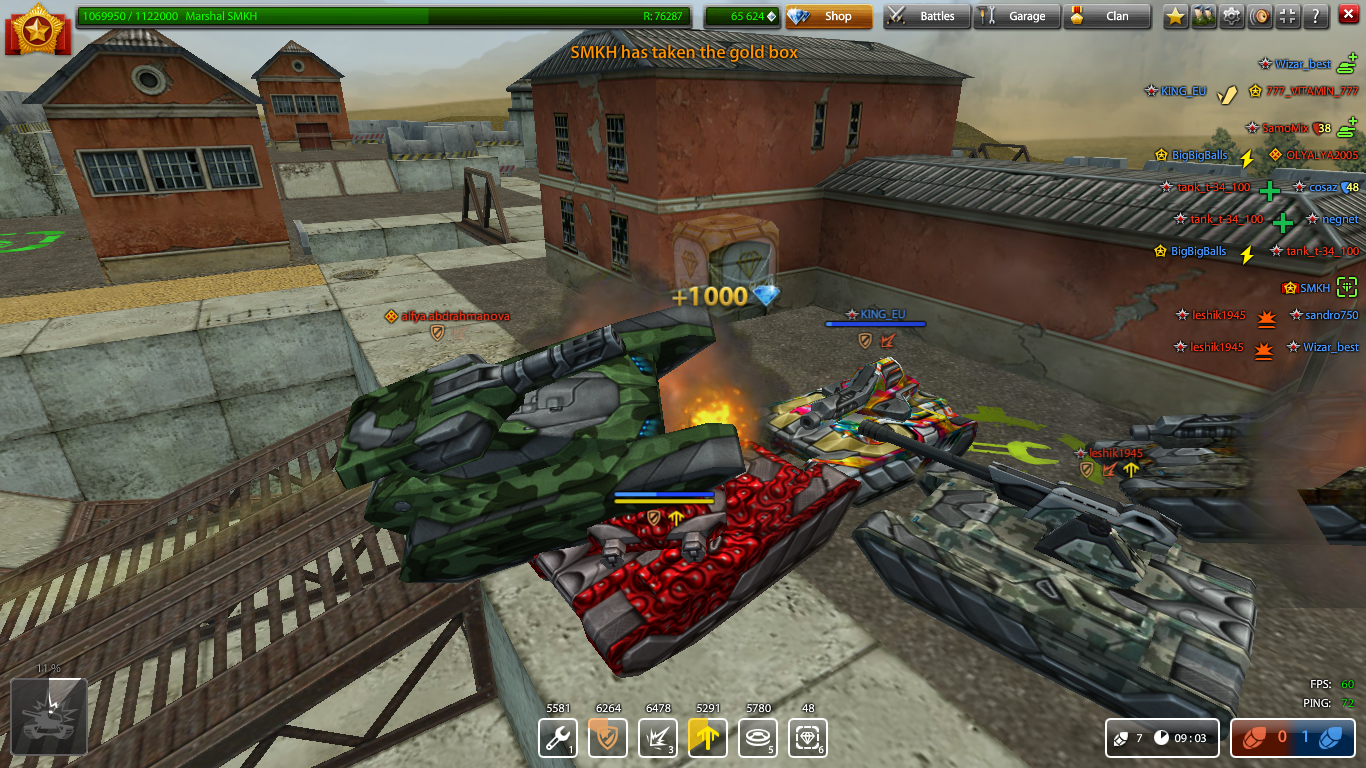 1069950 / 1122000 Marshal SMKH R: 76287
65 624
Shop
Battles
Garage
Clan
?
SMKH has taken the gold box
Wizar_best
KING_EU 777_VITAMIN_777
SamoMix 38
BigBigBalls OLYALYA2005
tank_t-34_100 cosaz 48
tank_t-34_100 negnet
BigBigBalls tank_t-34_100
SMKH
leshik1945 sandro750
leshik1945 Wizar_best
+1000
alfya.abdrahmanova
KING_EU
leshik1945
11 %
5581 6264 6478 5291 5780 48
1 3 5 6
FPS: 60
PING: 72
7 09 : 03
0 1